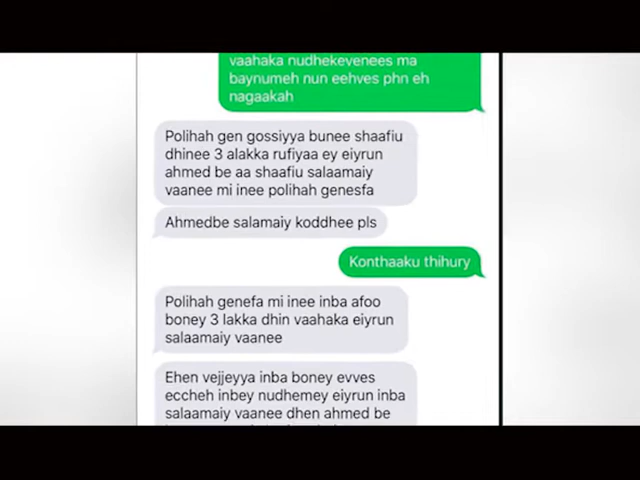 vaahaka nudhekevenees ma
baynumeh nun eehves phn eh
nagaakah
Polihah gen gossiyya bunee shaafiu
dhinee 3 alakka rufiyaa ey eiyrun
ahmed be aa shaafiu salaamaiy
vaanee mi inee polihah genesfa
Ahmedbe salamaiy koddhee pls
Konthaaku thihury
Polihah genefa mi inee inba afoo
boney 3 lakka dhin vaahaka eiyrun
salaamaiy vaanee
Ehen vejjeyya inba boney evves
eccheh inbey nudhemey eiyrun inba
salaamaiy vaanee dhen ahmed be